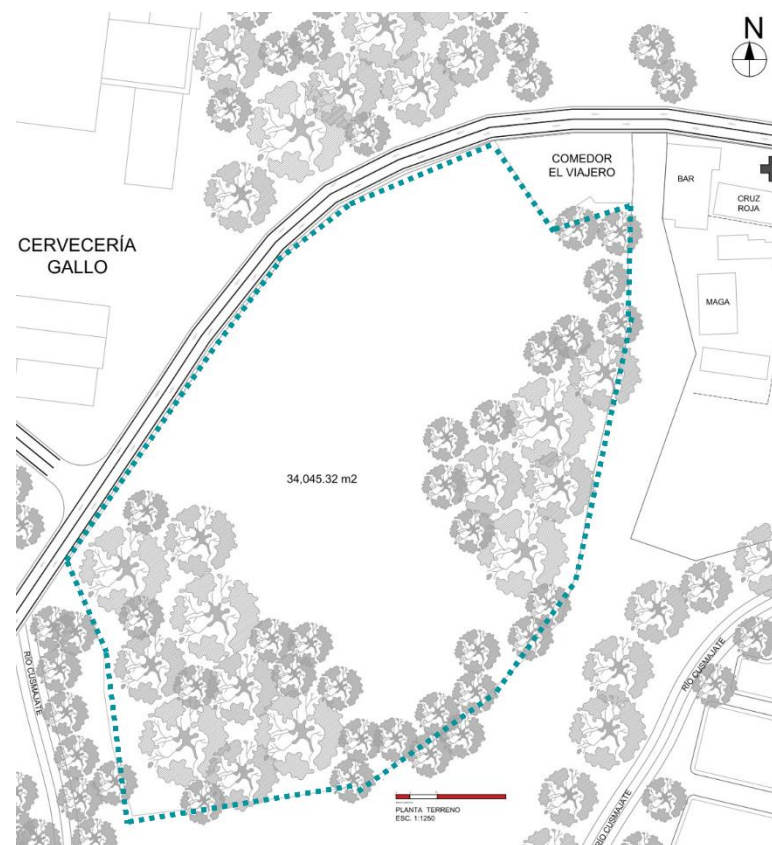 N
COMEDOR
EL VIAJERO
BAR
CRUZ
ROJA
CERVECERÍA
GALLO
MAGA
34,045.32 m2
RÍO CUSMAJATE
RÍO CUSMAJATE
RÍO CUSMAJATE
PLANTA TERRENO
ESC. 1:1250